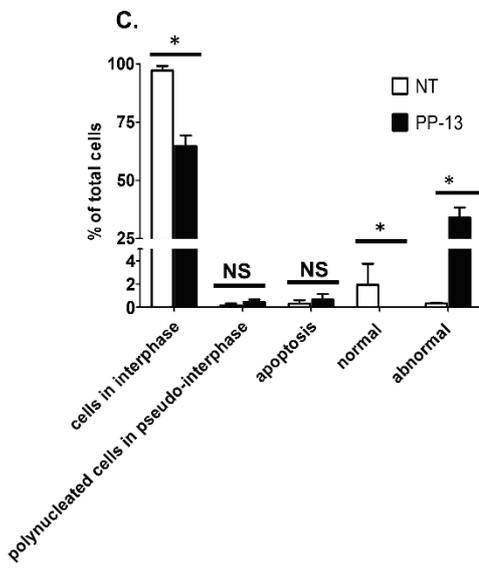 C.
*
100
NT
75
PP-13
% of total cells
50
*
25
*
NS
NS
4
2
0
cells in interphase
polynucleated cells in pseudo-interphase
apoptosis
normal
abnormal